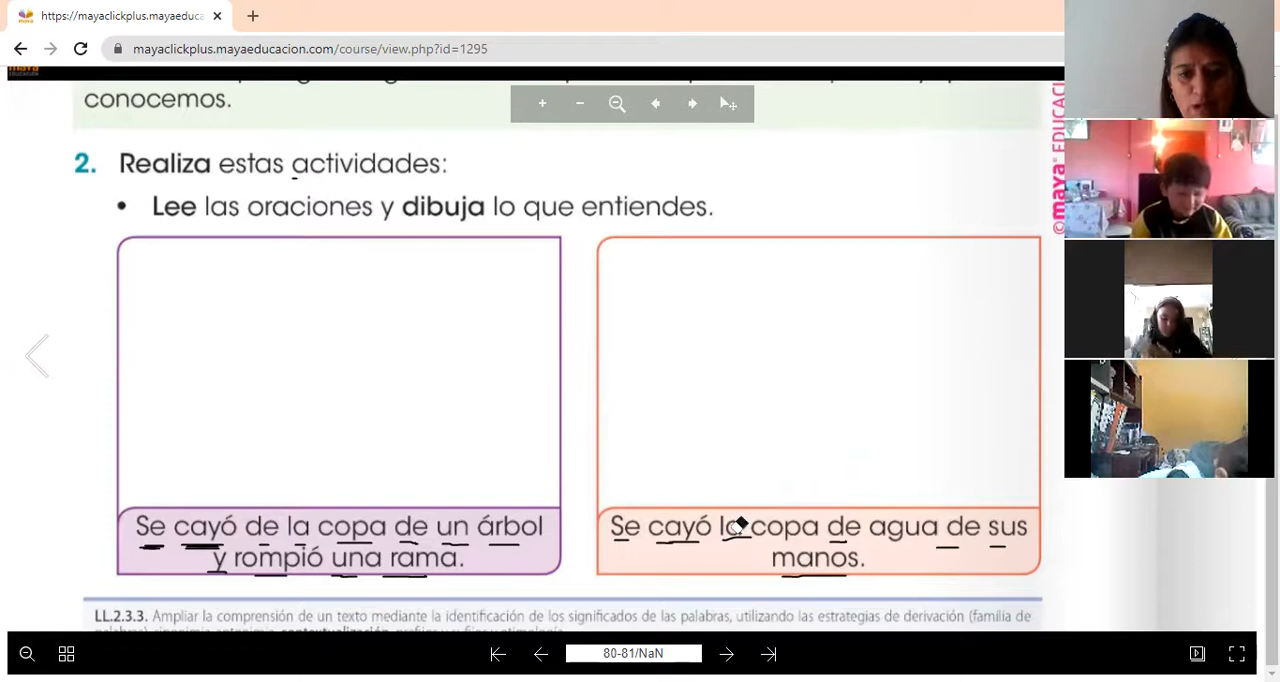 https://mayaclickplus.mayaeduca
mayaclickplus.mayaeducacion.com/course/view.php?id=1295
conocemos.
©maya® EDUCACI
2. Realiza estas actividades:
• Lee las oraciones y dibuja lo que entiendes.
Se cayó de la copa de un árbol
y rompió una rama.
Se cayó la copa de agua de sus
manos.
LL.2.3.3. Ampliar la comprensión de un texto mediante la identificación de los significados de las palabras, utilizando las estrategias de derivación (familia de
80-81/NaN